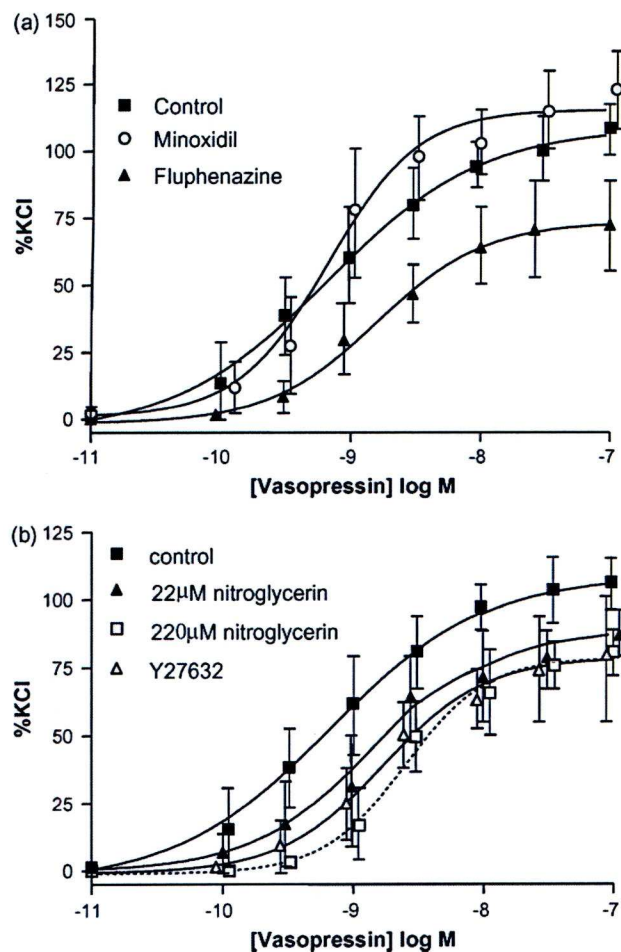 (a)
150
125
100
75
50
25
0
%KCl
Control
Minoxidil
Fluphenazine
-11 -10 -9 -8 -7
[Vasopressin] log M
(b)
125
100
75
50
25
0
%KCl
control
22µM nitroglycerin
220µM nitroglycerin
Y27632
-11 -10 -9 -8 -7
[Vasopressin] log M